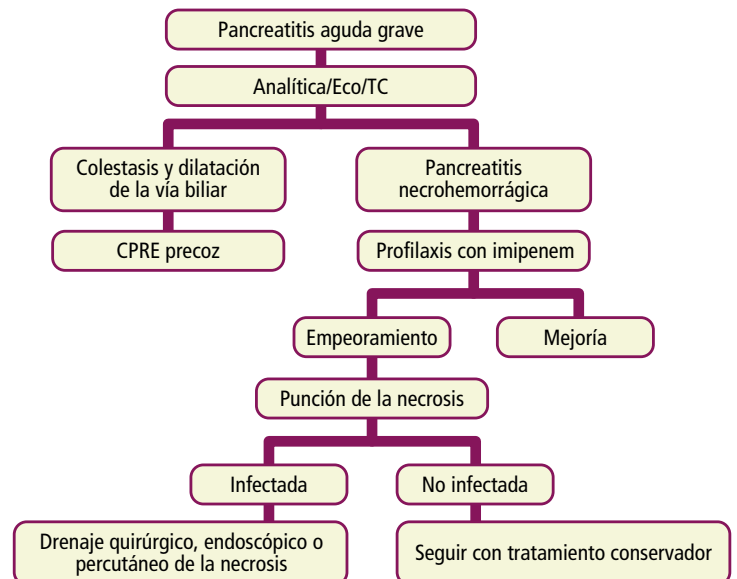 Pancreatitis aguda grave
Analítica/Eco/TC
Colestasis y dilatación
de la vía biliar
Pancreatitis
necrohemorrágica
CPRE precoz
Profilaxis con imipenem
Empeoramiento
Mejoría
Punción de la necrosis
Infectada
No infectada
Drenaje quirúrgico, endoscópico o
percutáneo de la necrosis
Seguir con tratamiento conservador